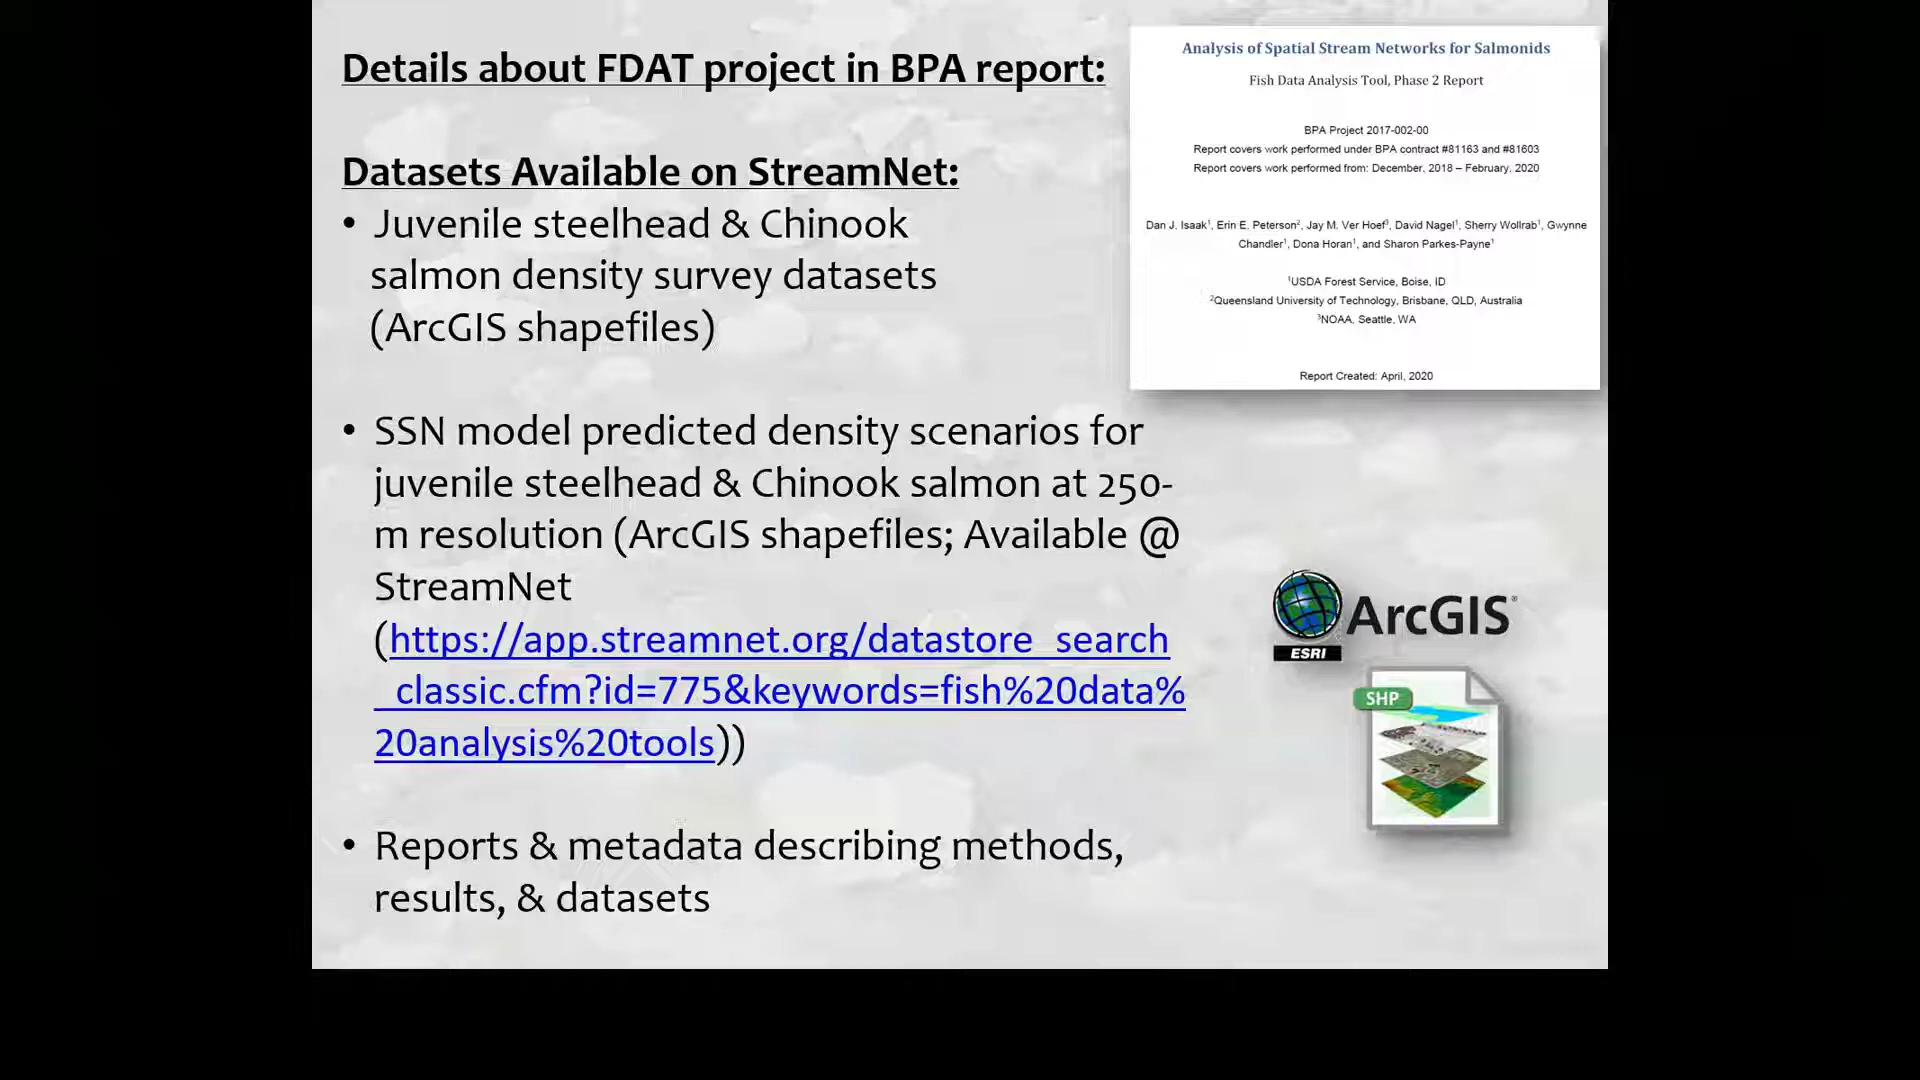 Details about FDAT project in BPA report:
Datasets Available on StreamNet:
• Juvenile steelhead & Chinook
salmon density survey datasets
(ArcGIS shapefiles)
• SSN model predicted density scenarios for
juvenile steelhead & Chinook salmon at 250-
m resolution (ArcGIS shapefiles; Available @
StreamNet
(https://app.streamnet.org/datastore_search
_classic.cfm?id=775&keywords=fish%20data%
20analysis%20tools))
• Reports & metadata describing methods,
results, & datasets
Analysis of Spatial Stream Networks for Salmonids
Fish Data Analysis Tool, Phase 2 Report
BPA Project 2017-002-00
Report covers work performed under BPA contract #81163 and #81603
Report covers work performed from: December, 2018 – February, 2020
Dan J. Isaak¹, Erin E. Peterson², Jay M. Ver Hoef³, David Nagel¹, Sherry Wollrab¹, Gwynne
Chandler¹, Dona Horan¹, and Sharon Parkes-Payne¹
¹USDA Forest Service, Boise, ID
²Queensland University of Technology, Brisbane, QLD, Australia
³NOAA, Seattle, WA
Report Created: April, 2020
ArcGIS®
ESRI
SHP